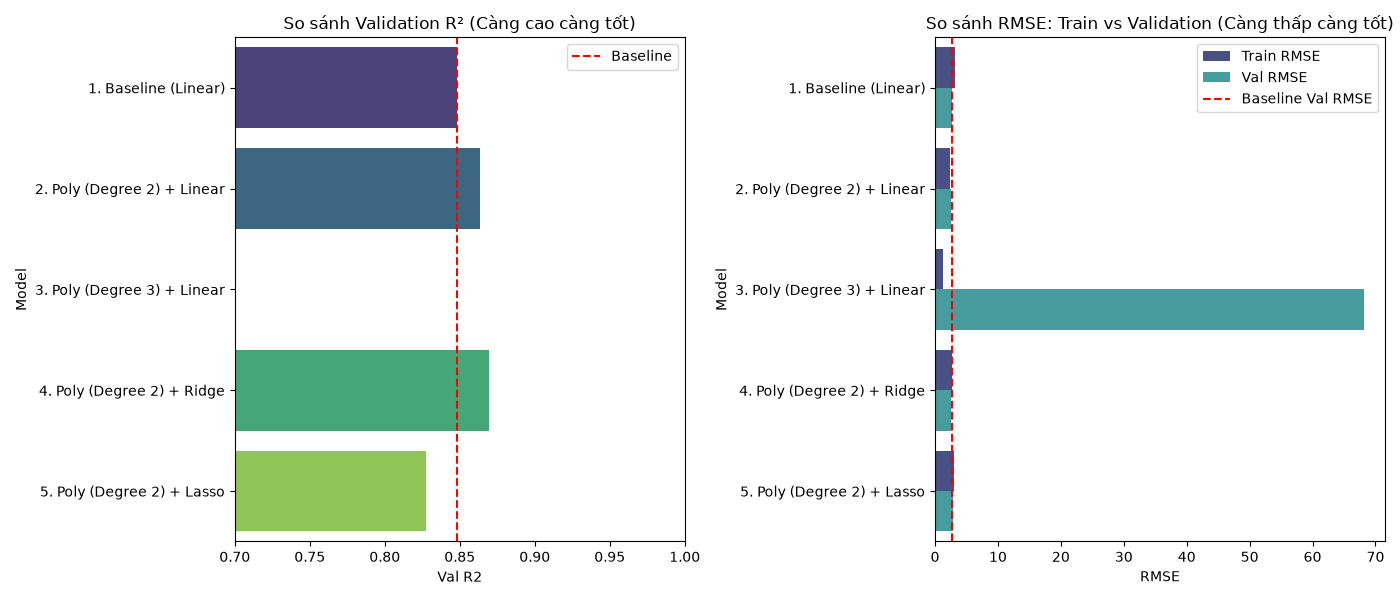 So sánh Validation R² (Càng cao càng tốt)
Baseline
Model
1. Baseline (Linear)
2. Poly (Degree 2) + Linear
3. Poly (Degree 3) + Linear
4. Poly (Degree 2) + Ridge
5. Poly (Degree 2) + Lasso
0.70 0.75 0.80 0.85 0.90 0.95 1.00
Val R2
So sánh RMSE: Train vs Validation (Càng thấp càng tốt)
Train RMSE
Val RMSE
Baseline Val RMSE
Model
1. Baseline (Linear)
2. Poly (Degree 2) + Linear
3. Poly (Degree 3) + Linear
4. Poly (Degree 2) + Ridge
5. Poly (Degree 2) + Lasso
0 10 20 30 40 50 60 70
RMSE